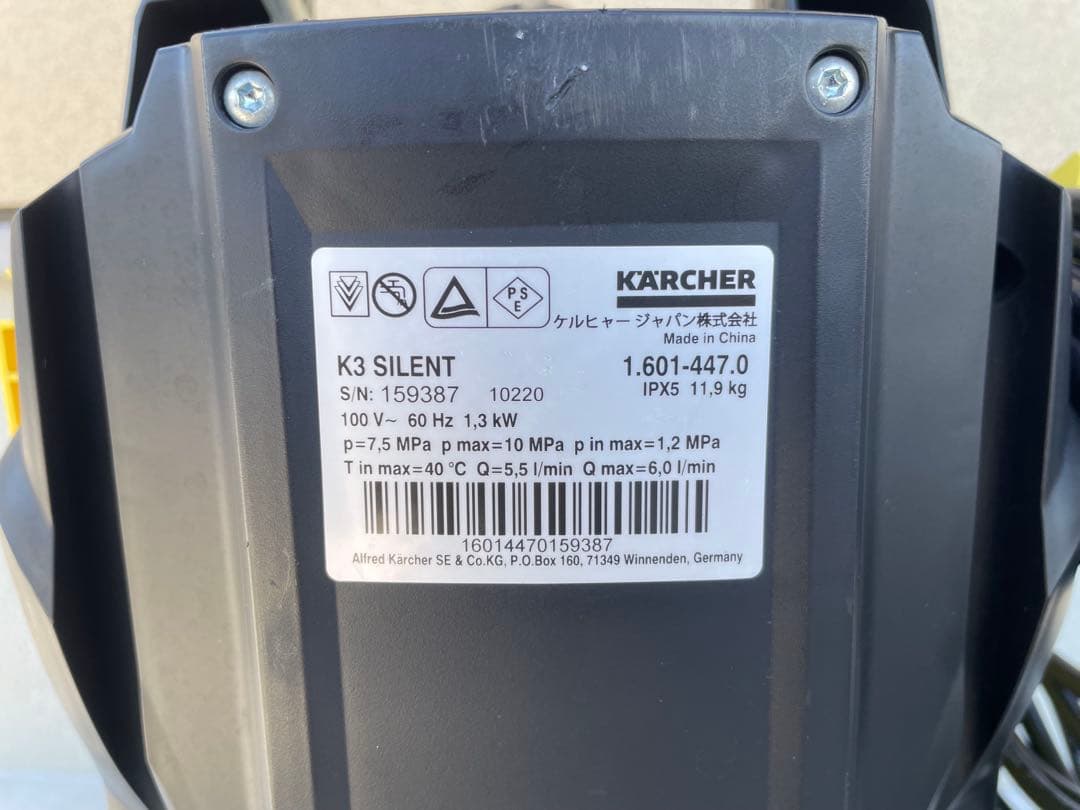 P S E
KÄRCHER
ケルヒャー ジャパン株式会社
Made in China
K3 SILENT 1.601-447.0
S/N: 159387 10220 IPX5 11,9 kg
100 V~ 60 Hz 1,3 kW
p=7,5 MPa p max=10 MPa p in max=1,2 MPa
T in max=40 °C Q=5,5 l/min Q max=6,0 l/min
16014470159387
Alfred Kärcher SE & Co.KG, P.O.Box 160, 71349 Winnenden, Germany